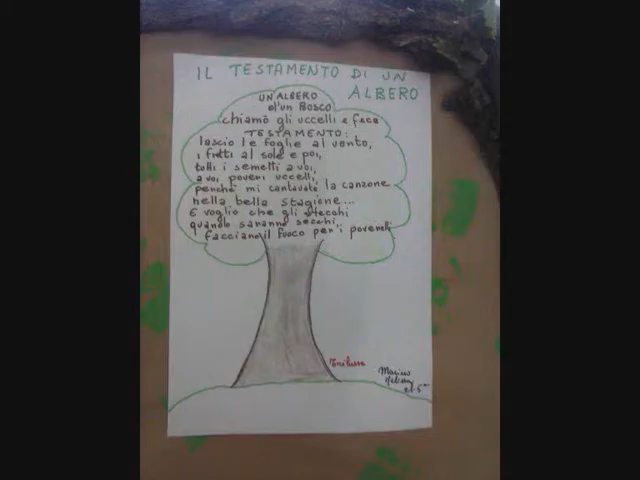 IL TESTAMENTO DI UN
ALBERO
UN ALBERO
d'un BOSCO
chiamò gli uccelli e fece
TESTAMENTO:
lascio le foglie al vento,
i frutti al sole e poi,
tutti i semetti a voi,
a voi poveri uccelli,
perchè mi cantavate la canzone
nella bella stagione...
E voglio che gli stecchi
quando saranno secchi
facciano il fuoco per i poverelli
Trilussa